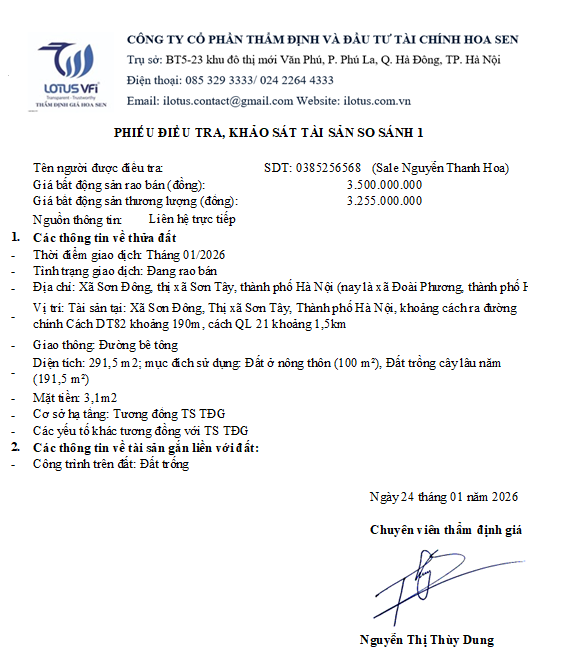 CÔNG TY CỔ PHẦN THẨM ĐỊNH VÀ ĐẦU TƯ TÀI CHÍNH HOA SEN
Trụ sở: BT5-23 khu đô thị mới Văn Phú, P. Phú La, Q. Hà Đông, TP. Hà Nội
Điện thoại: 085 329 3333/ 024 2264 4333
Email: ilotus.contact@gmail.com Website: ilotus.com.vn
LOTUS VFi
Transparent - Trustworthy
THẨM ĐỊNH GIÁ HOA SEN
PHIẾU ĐIỀU TRA, KHẢO SÁT TÀI SẢN SO SÁNH 1
Tên người được điều tra: SDT: 0385256568 (Sale Nguyễn Thanh Hoa)
Giá bất động sản rao bán (đồng): 3.500.000.000
Giá bất động sản thương lượng (đồng): 3.255.000.000
Nguồn thông tin: Liên hệ trực tiếp
1. Các thông tin về thửa đất
- Thời điểm giao dịch: Tháng 01/2026
- Tình trạng giao dịch: Đang rao bán
- Địa chỉ: Xã Sơn Đông, thị xã Sơn Tây, thành phố Hà Nội (nay là xã Đoài Phương, thành phố H
- Vị trí: Tài sản tại: Xã Sơn Đông, Thị xã Sơn Tây, Thành phố Hà Nội, khoảng cách ra đường
chính Cách DT82 khoảng 190m, cách QL 21 khoảng 1,5km
- Giao thông: Đường bê tông
- Diện tích: 291,5 m2; mục đích sử dụng: Đất ở nông thôn (100 m²), Đất trồng cây lâu năm
(191,5 m²)
- Mặt tiền: 3,1m2
- Cơ sở hạ tầng: Tương đồng TS TĐG
- Các yếu tố khác tương đồng với TS TĐG
2. Các thông tin về tài sản gắn liền với đất:
- Công trình trên đất: Đất trống
Ngày 24 tháng 01 năm 2026
Chuyên viên thẩm định giá
Nguyễn Thị Thùy Dung